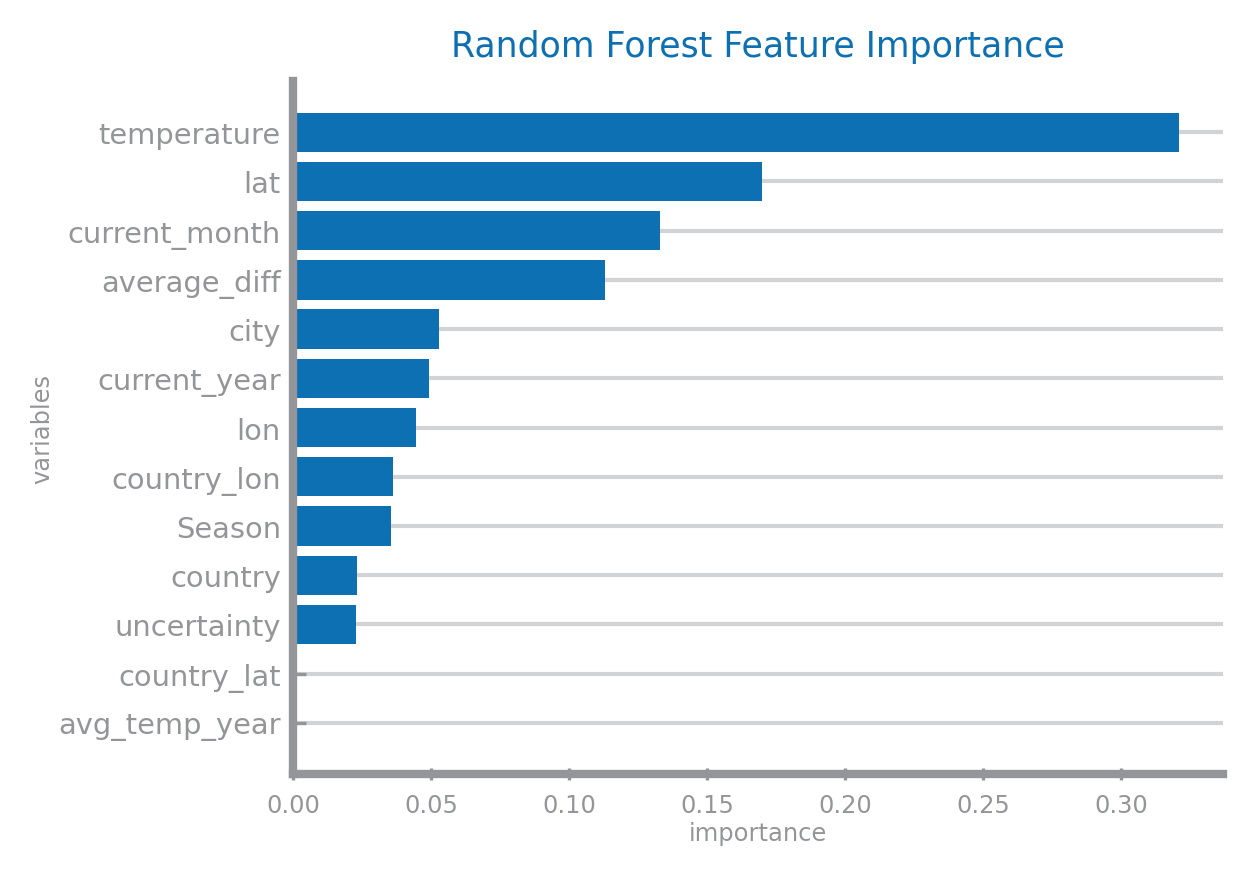 Random Forest Feature Importance
temperature
lat
current_month
average_diff
city
current_year
lon
country_lon
Season
country
uncertainty
country_lat
avg_temp_year
variables
0.00 0.05 0.10 0.15 0.20 0.25 0.30
importance